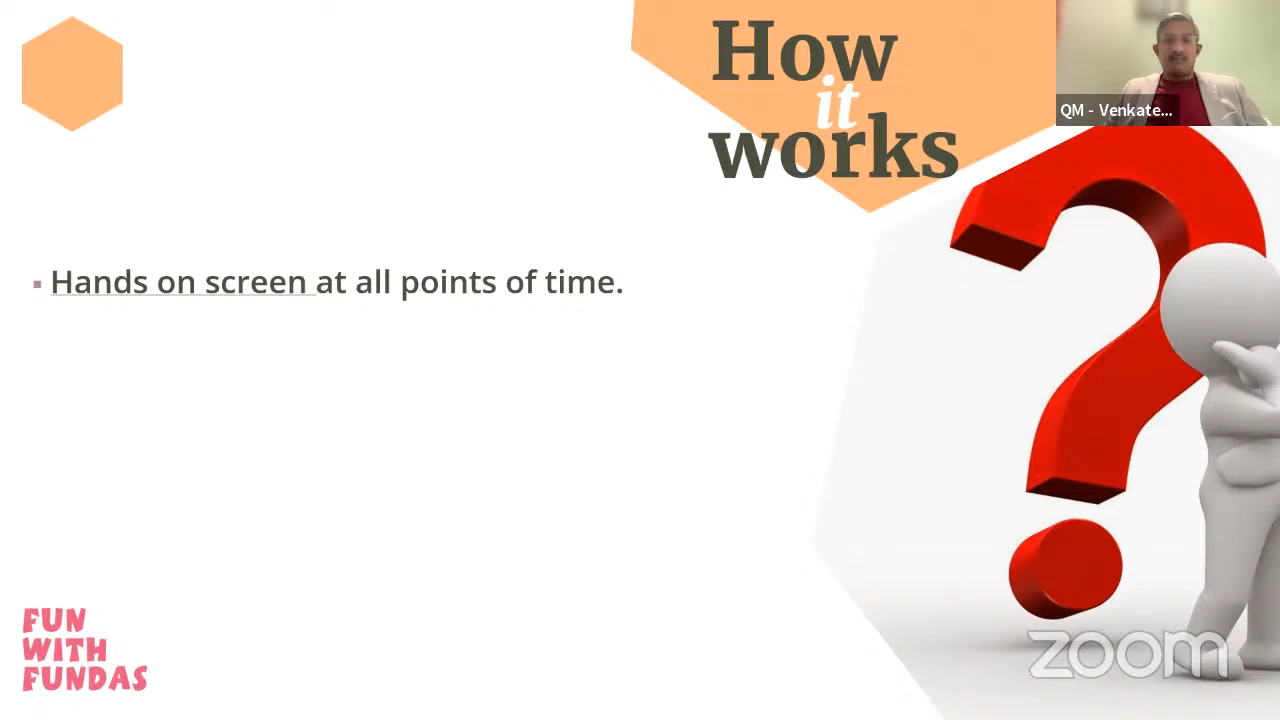 How
it
works
QM - Venkate...
Hands on screen at all points of time.
FUN
WITH
FUNDAS
zoom